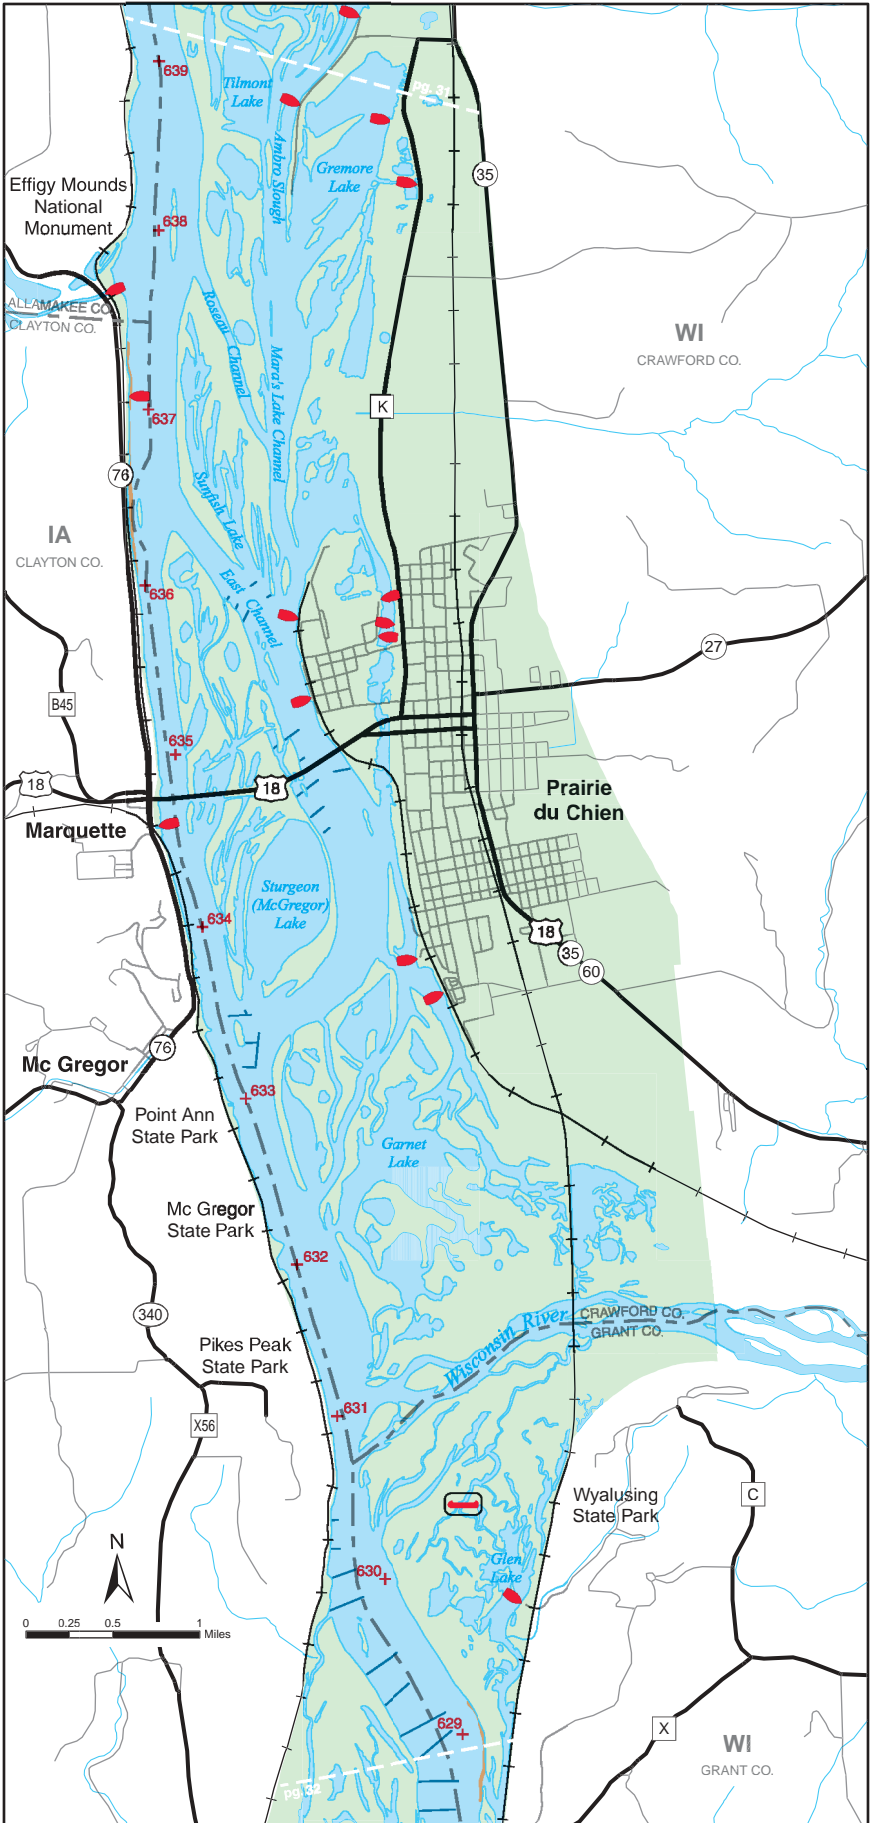 639
pg. 31
Tilmont
Lake
Ambro Slough
Gremore
Lake
35
Effigy Mounds
National
Monument
638
ALLAMAKEE CO.
CLAYTON CO.
Roseau
Channel
Mara's Lake Channel
WI
CRAWFORD CO.
K
637
76
Sunfish Lake
IA
CLAYTON CO.
636
East Channel
27
B45
635
18
18
Prairie
du Chien
Marquette
Sturgeon
(McGregor)
Lake
634
18
35
60
76
Mc Gregor
633
Point Ann
State Park
Garnet
Lake
Mc Gregor
State Park
632
340
Wisconsin River
CRAWFORD CO.
GRANT CO.
Pikes Peak
State Park
631
X56
Wyalusing
State Park
C
N
630
Glen
Lake
0 0.25 0.5 1
Miles
629
X
WI
GRANT CO.
pg. 32